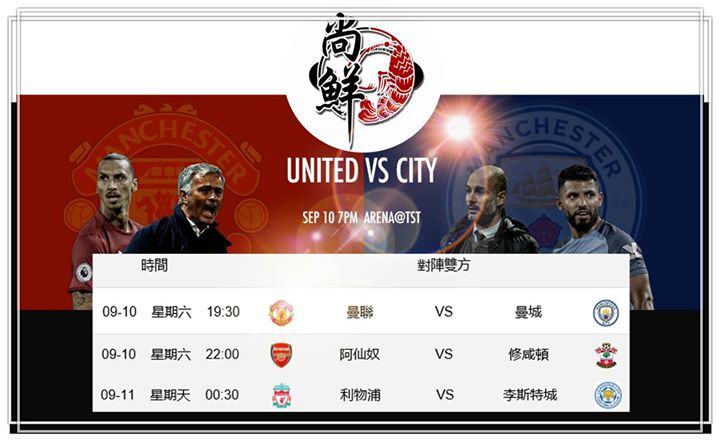 尚鮮
MANCHESTER
MANCHESTER
UNITED VS CITY
SEP 10 7PM ARENA@TST
時間 對陣雙方
09-10 星期六 19:30 曼聯 VS 曼城
09-10 星期六 22:00 Arsenal 阿仙奴 VS 修咸頓
09-11 星期天 00:30 利物浦 VS 李斯特城